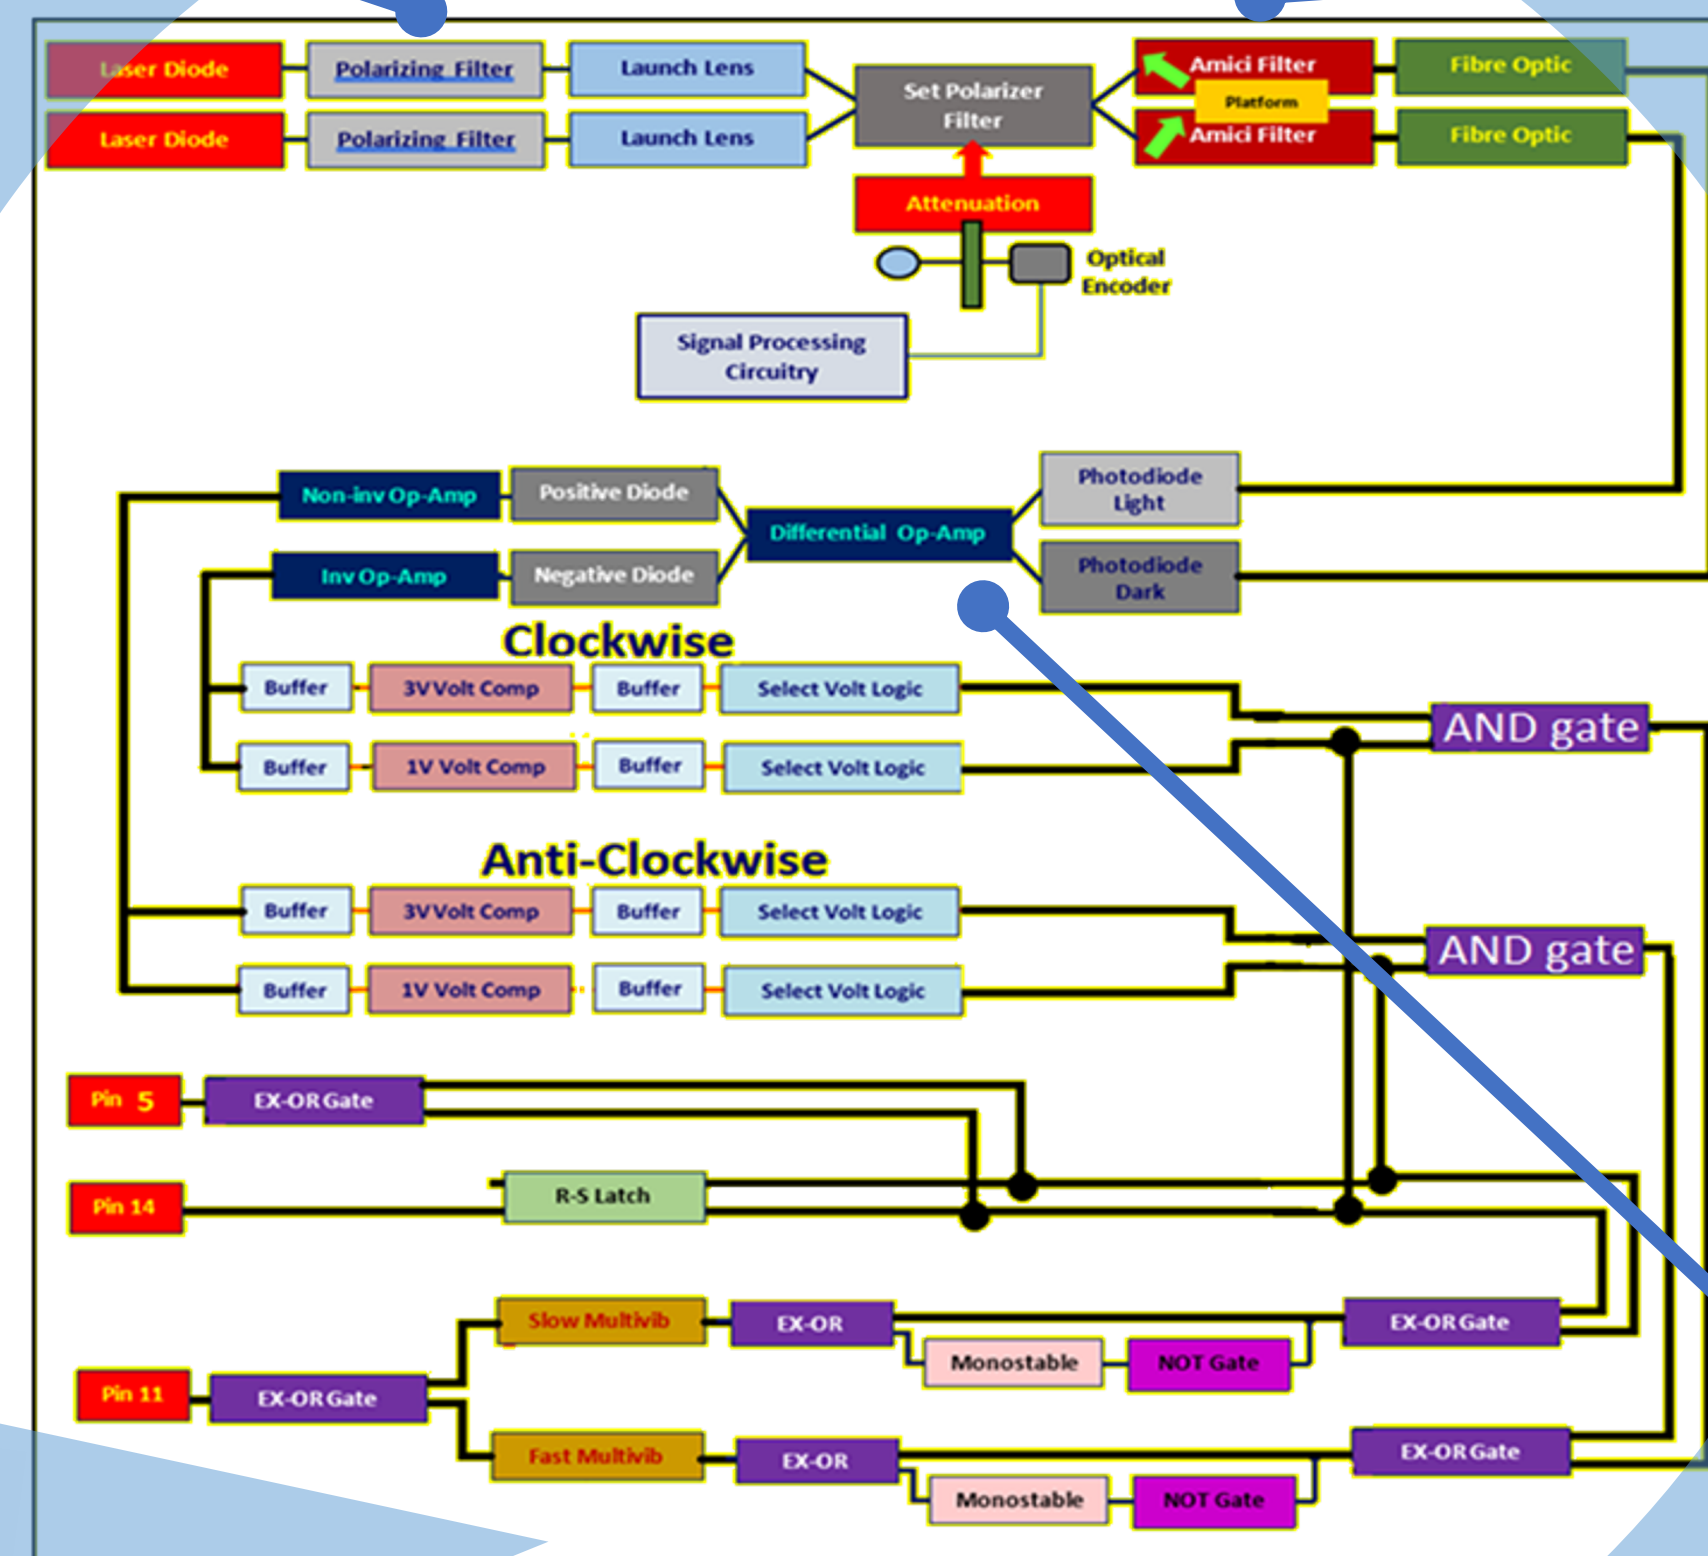 Laser Diode
Polarizing Filter
Launch Lens
Set Polarizer
Filter
Amici Filter
Fibre Optic
Platform
Laser Diode
Polarizing Filter
Launch Lens
Amici Filter
Fibre Optic
Attenuation
Optical
Encoder
Signal Processing
Circuitry
Non-inv Op-Amp
Positive Diode
Differential Op-Amp
Photodiode
Light
Inv Op-Amp
Negative Diode
Photodiode
Dark
Clockwise
Buffer
3V Volt Comp
Buffer
Select Volt Logic
AND gate
Buffer
1V Volt Comp
Buffer
Select Volt Logic
Anti-Clockwise
Buffer
3V Volt Comp
Buffer
Select Volt Logic
AND gate
Buffer
1V Volt Comp
Buffer
Select Volt Logic
Pin 5
EX-OR Gate
Pin 14
R-S Latch
Slow Multivib
EX-OR
EX-OR Gate
Monostable
NOT Gate
Pin 11
EX-OR Gate
Fast Multivib
EX-OR
EX-OR Gate
Monostable
NOT Gate